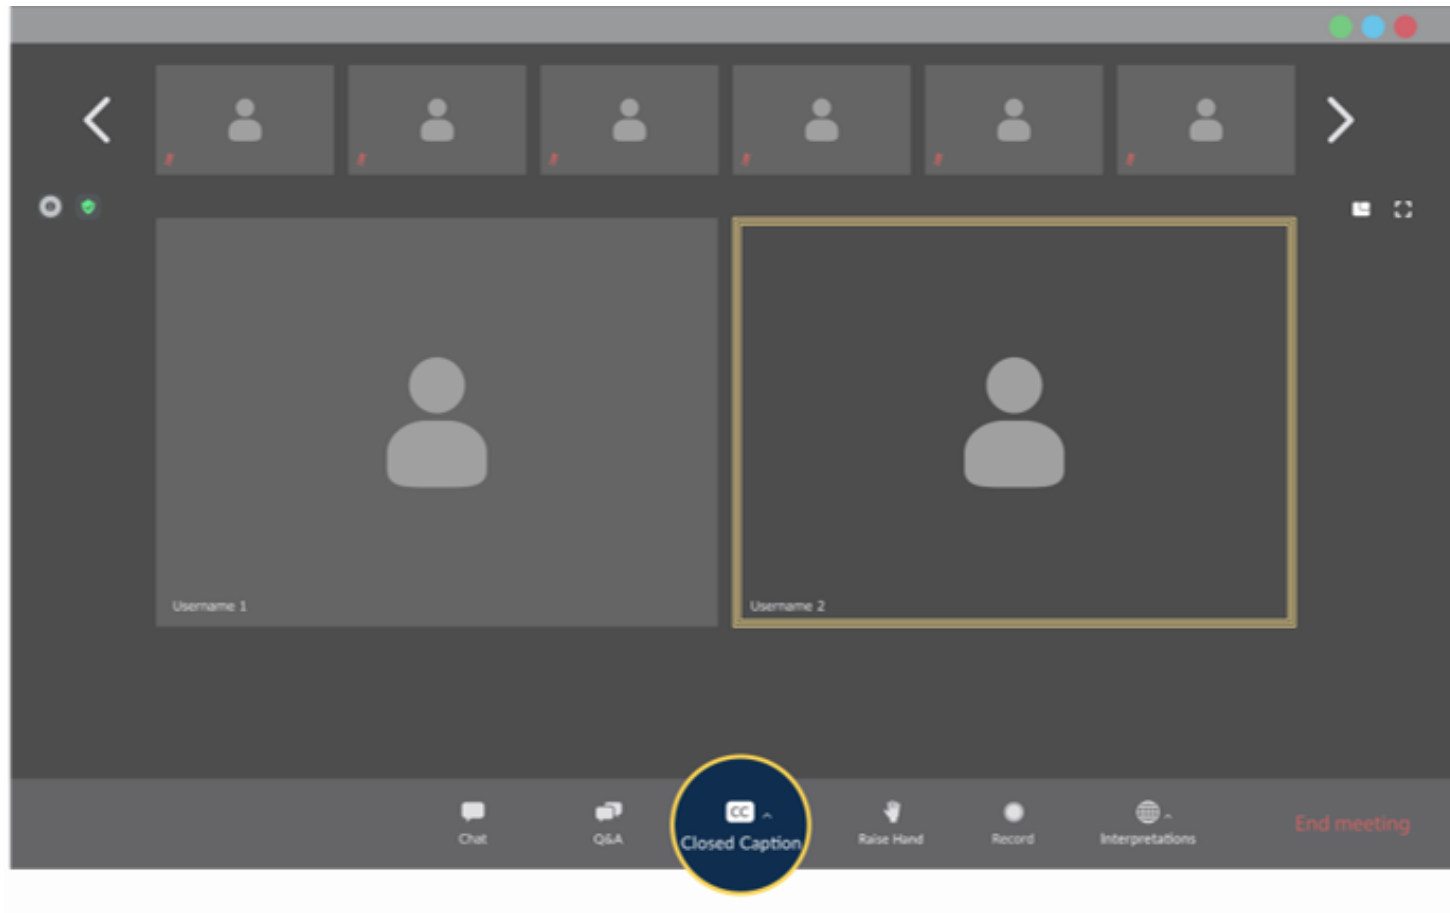 Username 1
Username 2
Chat
Q&A
CC
Closed Caption
Raise Hand
Record
Interpretations
End meeting